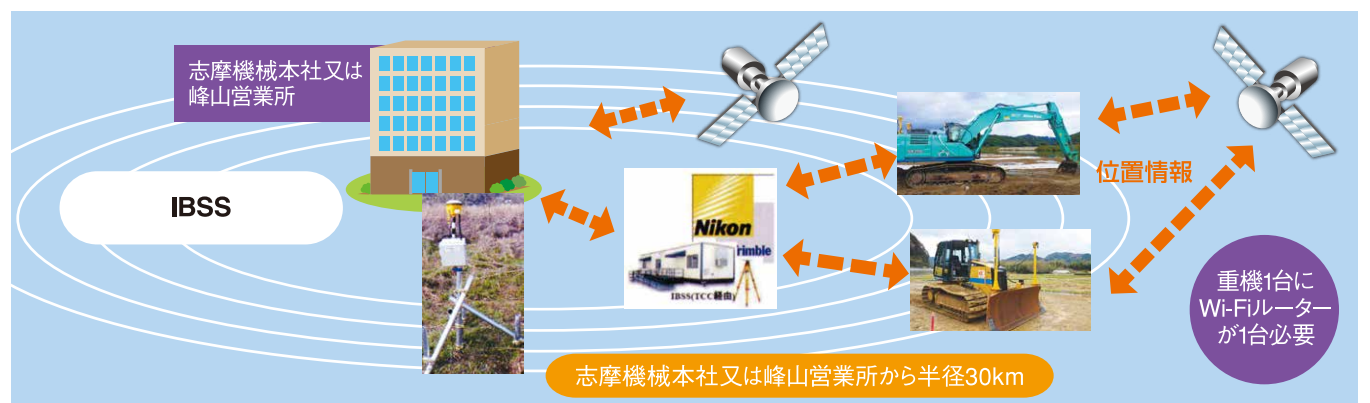 志摩機械本社又は
峰山営業所
IBSS
Nikon
rimble
IBSS(TCC経由)
位置情報
重機1台に
Wi-Fiルーター
が1台必要
志摩機械本社又は峰山営業所から半径30km